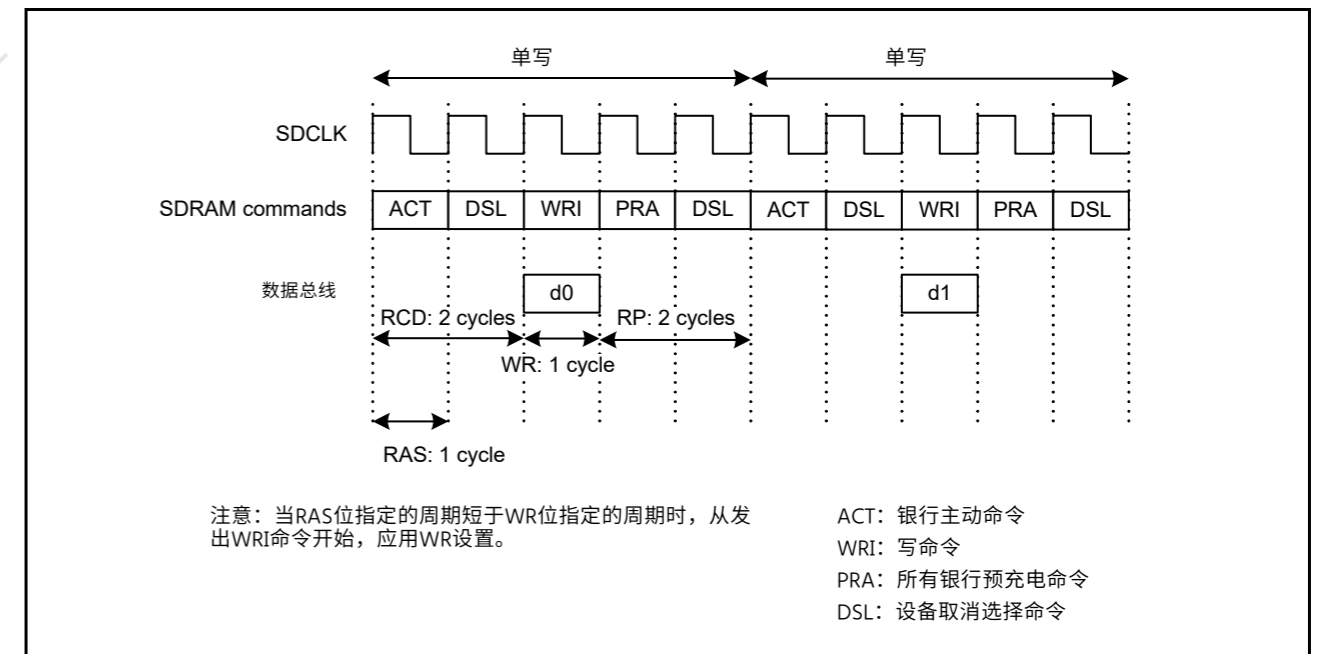 单写 单写
SDCLK
SDRAM commands ACT DSL WRI PRA DSL ACT DSL WRI PRA DSL
数据总线 d0 d1
RCD: 2 cycles RP: 2 cycles
WR: 1 cycle
RAS: 1 cycle
注意：当RAS位指定的周期短于WR位指定的周期时，从发
出WRI命令开始，应用WR设置。
ACT：银行主动命令
WRI：写命令
PRA：所有银行预充电命令
DSL：设备取消选择命令